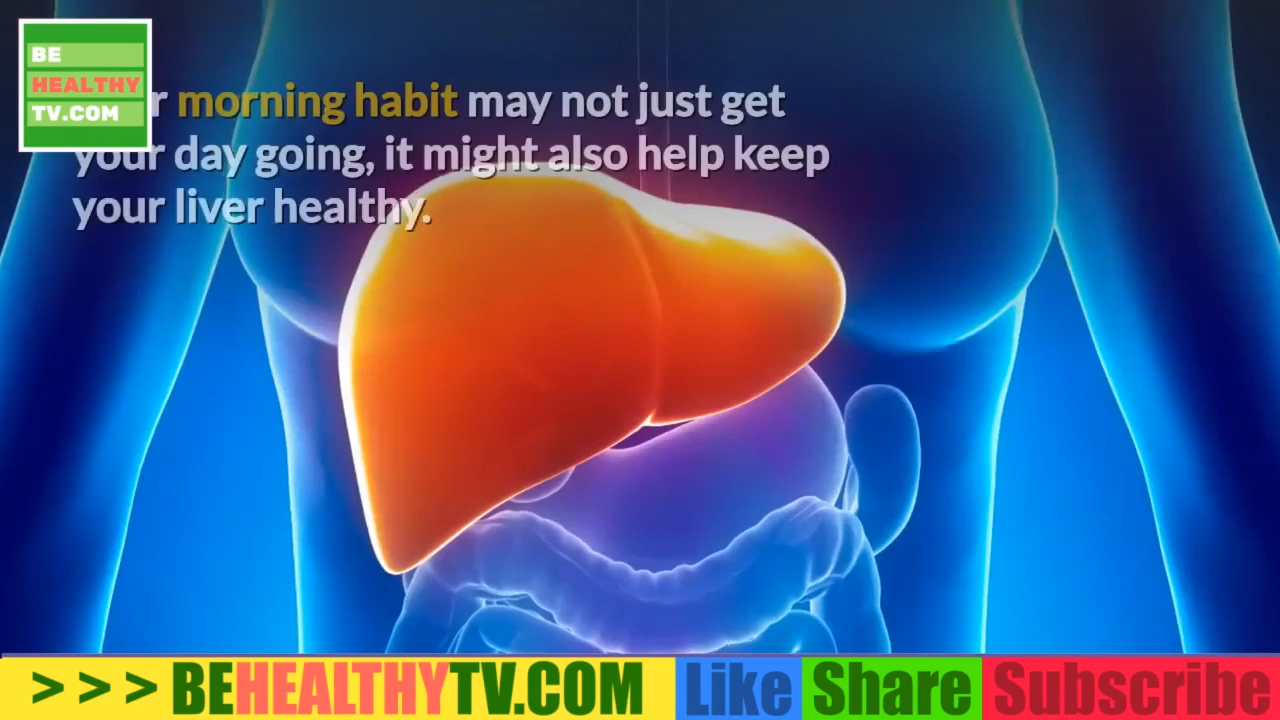 BE
HEALTHY
TV.COM
morning habit may not just get
your day going, it might also help keep
your liver healthy.
> > > BEHEALTHYTV.COM Like Share Subscribe